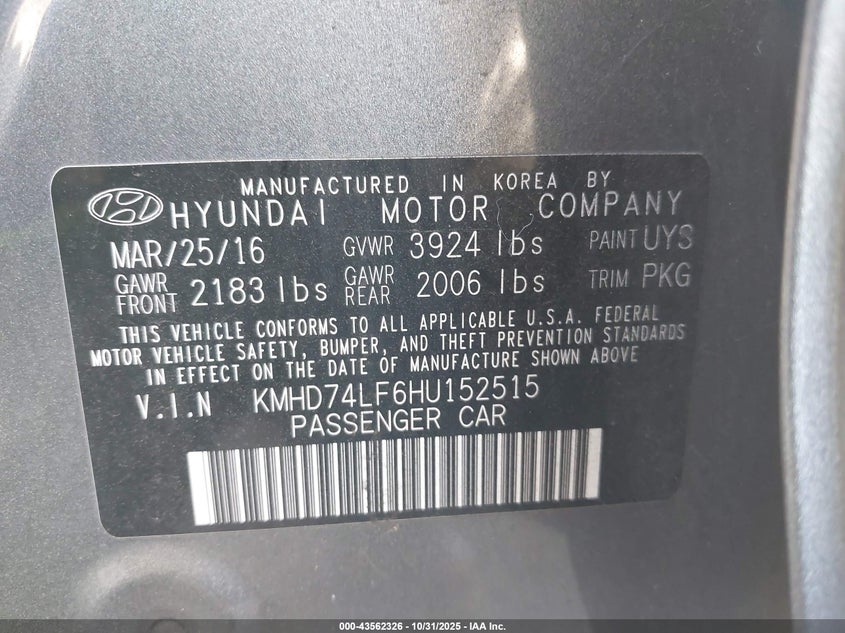 MANUFACTURED IN KOREA BY
HYUNDAI MOTOR COMPANY
MAR/25/16 GVWR 3924 lbs PAINT UYS
GAWR FRONT 2183 lbs GAWR REAR 2006 lbs TRIM PKG
THIS VEHICLE CONFORMS TO ALL APPLICABLE U.S.A. FEDERAL
MOTOR VEHICLE SAFETY, BUMPER, AND THEFT PREVENTION STANDARDS
IN EFFECT ON THE DATE OF MANUFACTURE SHOWN ABOVE
V.I.N KMHD74LF6HU152515
PASSENGER CAR
000-43562326 - 10/31/2025 - IAA Inc.